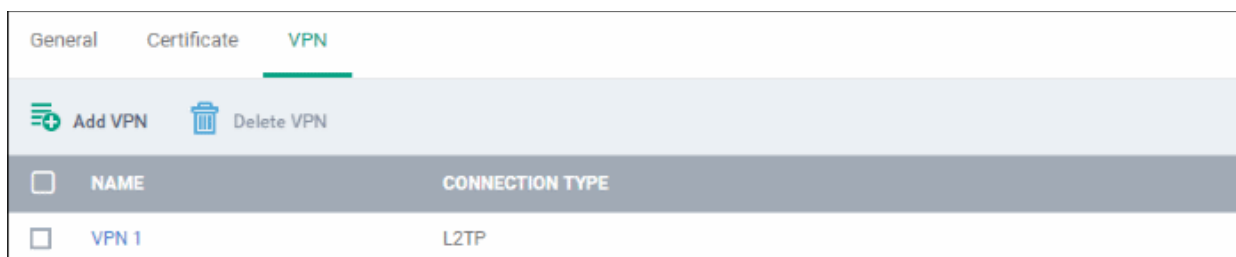 General Certificate VPN
Add VPN Delete VPN
NAME CONNECTION TYPE
VPN 1 L2TP